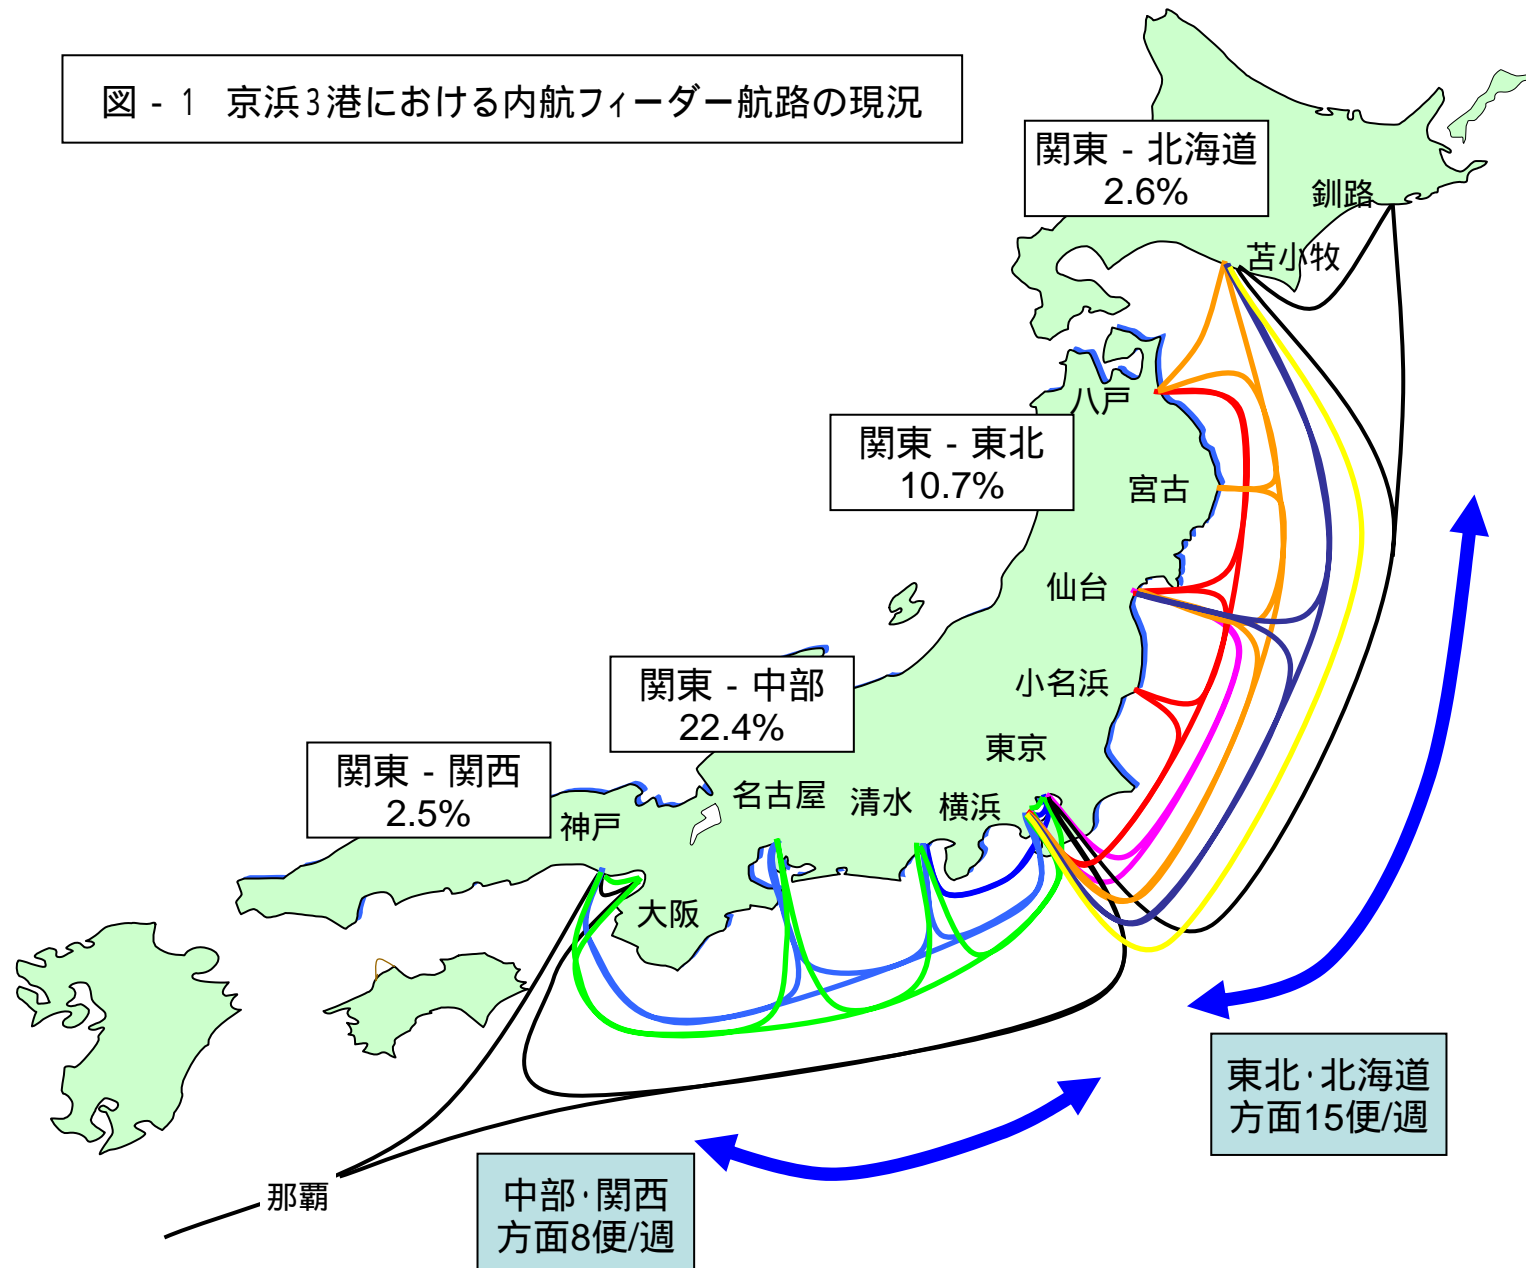 図 - 1 京浜3港における内航フィーダー航路の現況
関東 - 北海道
2.6%
釧路
苫小牧
八戸
関東 - 東北
10.7%
宮古
仙台
関東 - 中部
22.4%
小名浜
東京
関東 - 関西
2.5%
名古屋
清水
横浜
神戸
大阪
東北・北海道
方面15便/週
中部・関西
方面8便/週
那覇